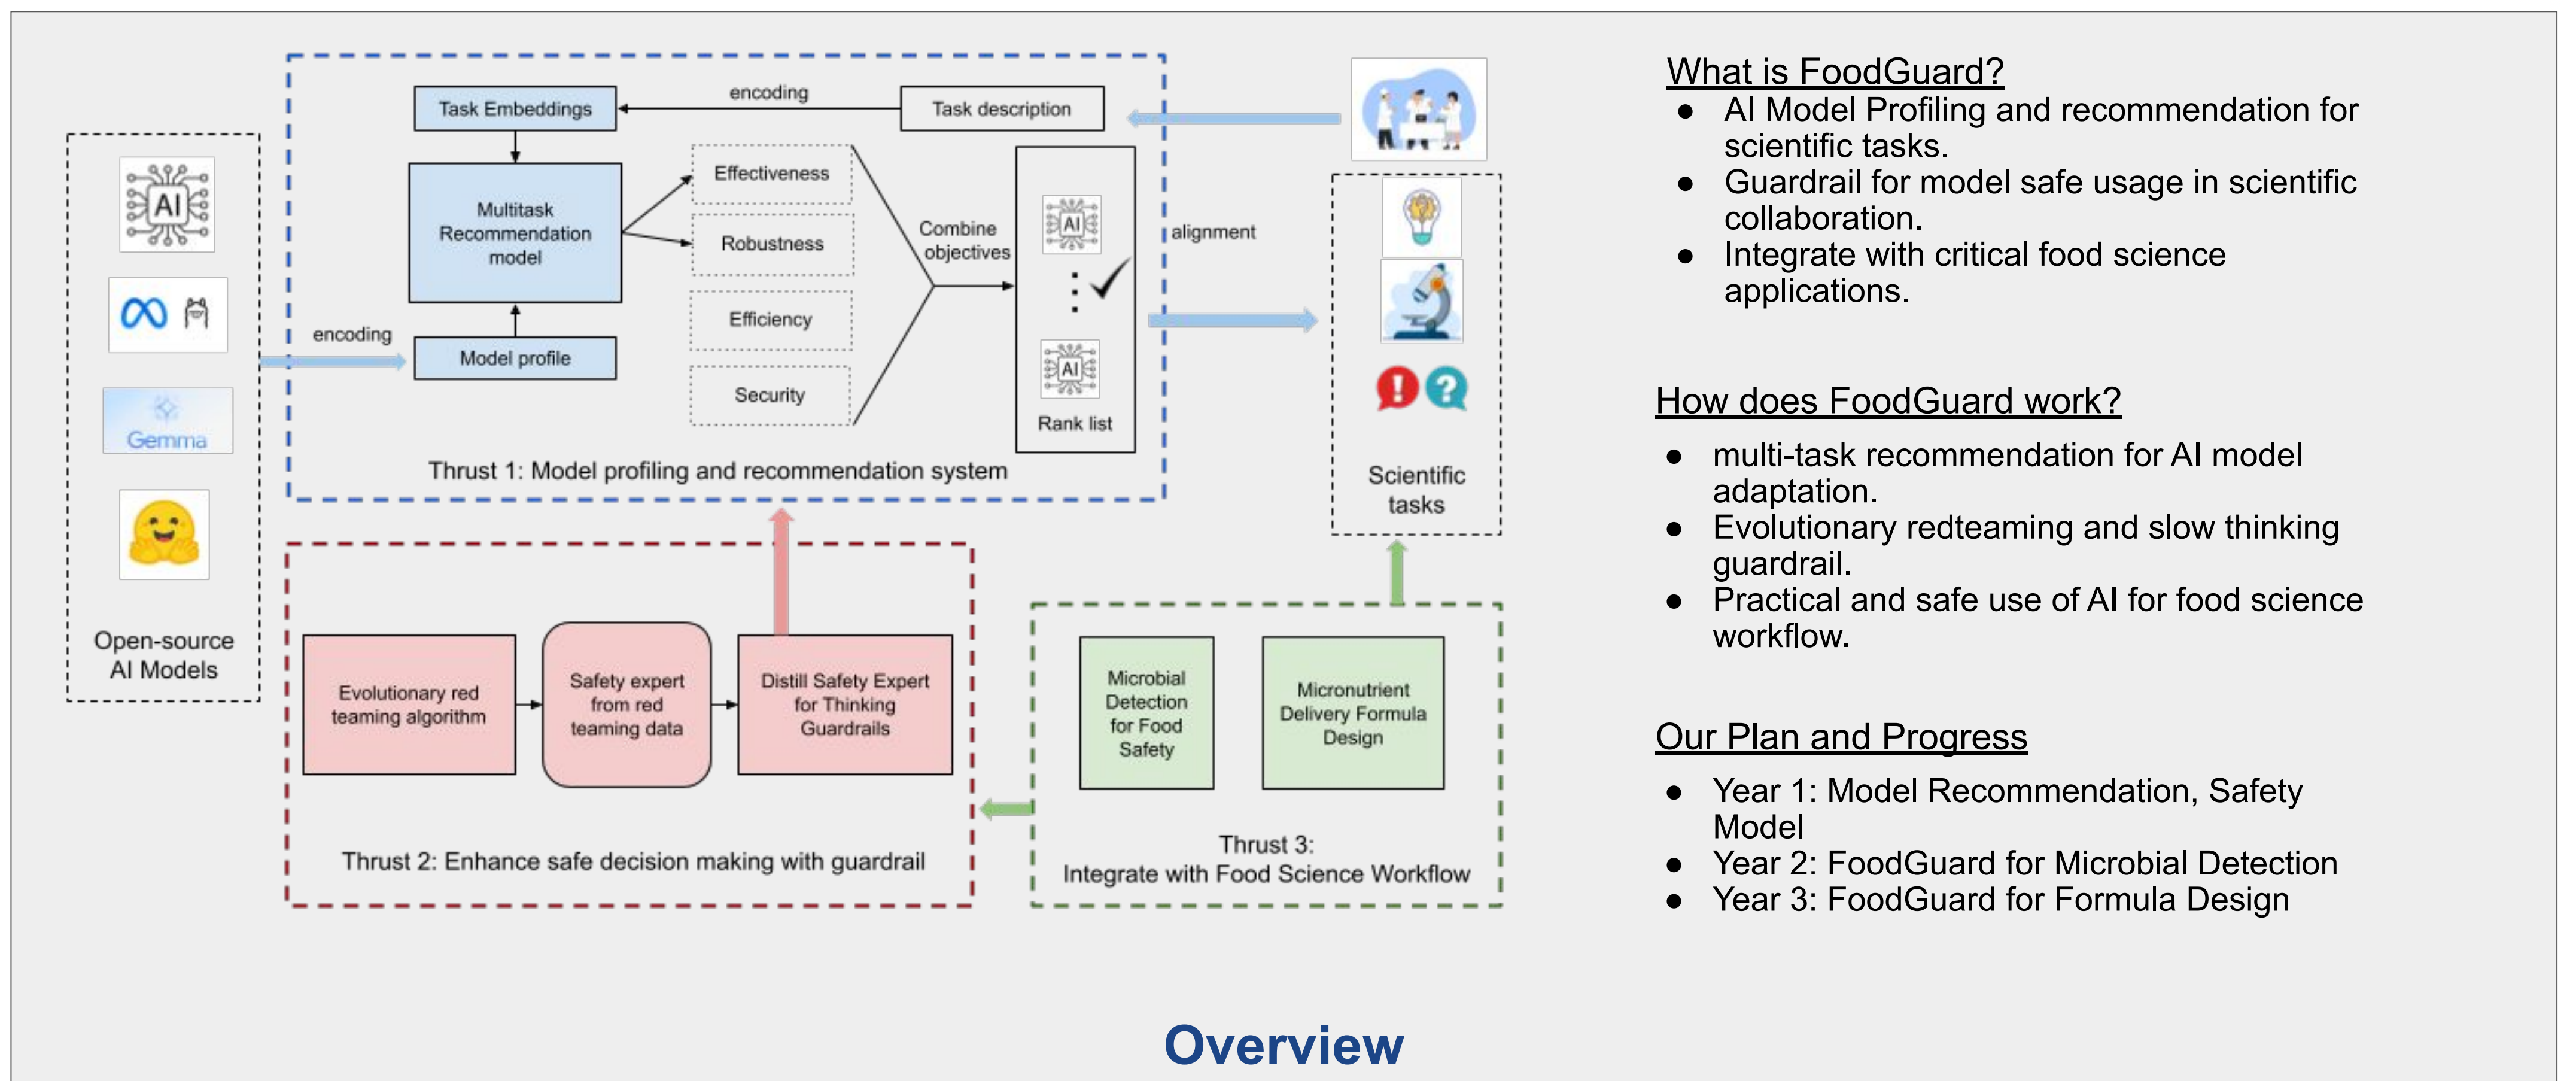 Task Embeddings
encoding
Task description
Multitask
Recommendation
model
Effectiveness
Robustness
Efficiency
Security
Combine
objectives
AI
AI
Rank list
alignment
encoding
Model profile
Thrust 1: Model profiling and recommendation system
AI
Gemma
Open-source
AI Models
!
?
Scientific
tasks
Evolutionary red
teaming algorithm
Safety expert
from red
teaming data
Distill Safety Expert
for Thinking
Guardrails
Thrust 2: Enhance safe decision making with guardrail
Microbial
Detection
for Food
Safety
Micronutrient
Delivery Formula
Design
Thrust 3:
Integrate with Food Science Workflow
What is FoodGuard?
● AI Model Profiling and recommendation for
scientific tasks.
● Guardrail for model safe usage in scientific
collaboration.
● Integrate with critical food science
applications.
How does FoodGuard work?
● multi-task recommendation for AI model
adaptation.
● Evolutionary redteaming and slow thinking
guardrail.
● Practical and safe use of AI for food science
workflow.
Our Plan and Progress
● Year 1: Model Recommendation, Safety
Model
● Year 2: FoodGuard for Microbial Detection
● Year 3: FoodGuard for Formula Design
Overview